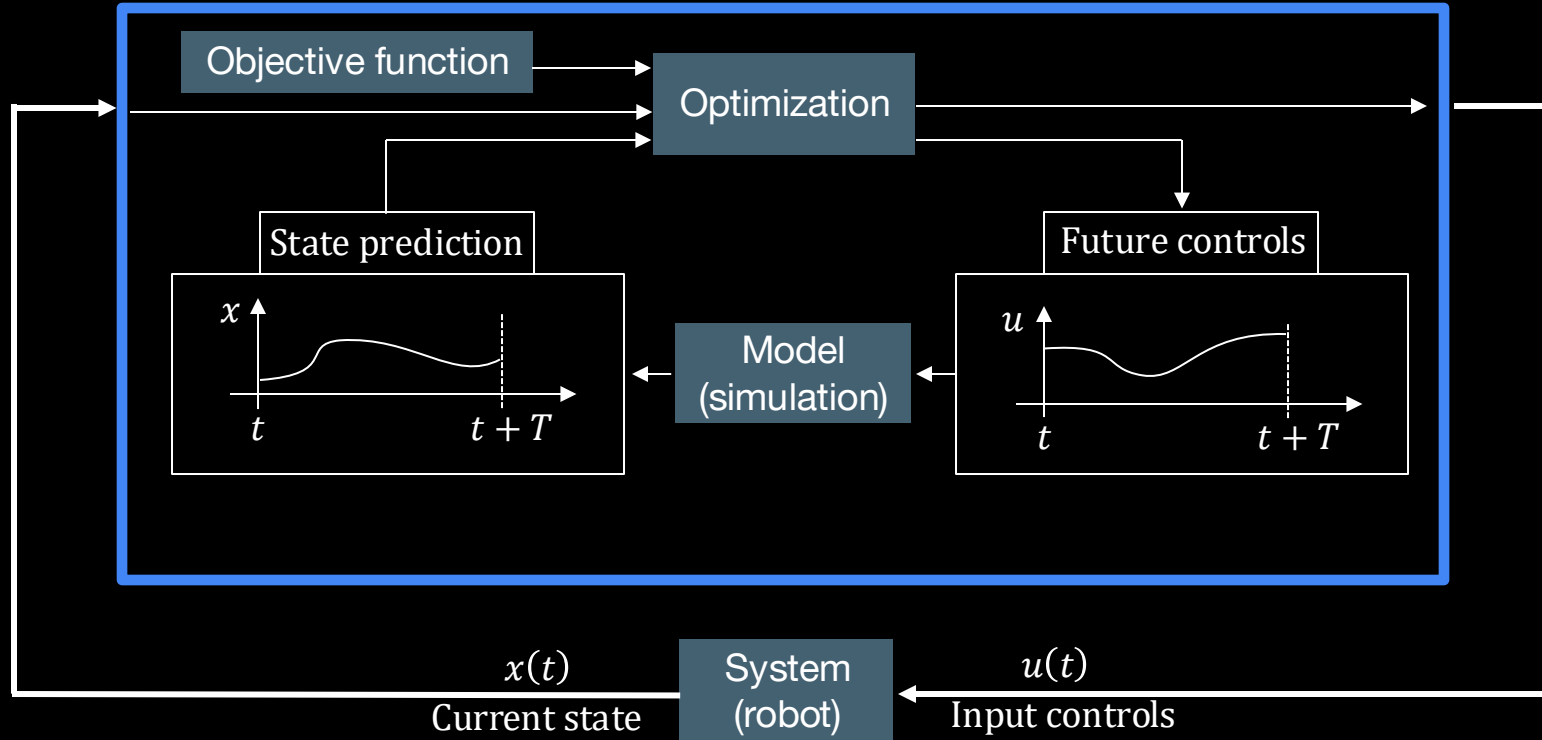 Objective function
Optimization
State prediction
Future controls
x
t
t + T
Model
(simulation)
u
t
t + T
x(t)
Current state
System
(robot)
u(t)
Input controls